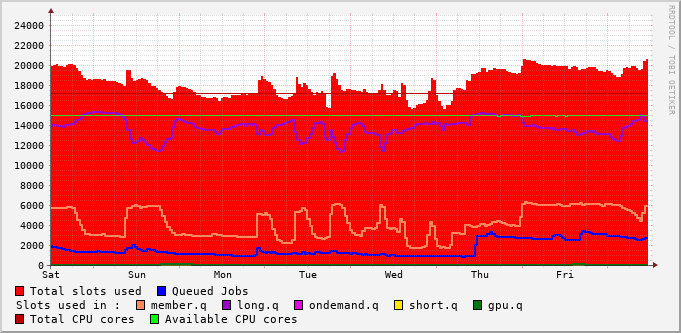 RRDTOOL / TOBI OETIKER
24000
22000
20000
18000
16000
14000
12000
10000
8000
6000
4000
2000
0
Sat Sun Mon Tue Wed Thu Fri
Total slots used Queued Jobs
Slots used in : member.q long.q ondemand.q short.q gpu.q
Total CPU cores Available CPU cores